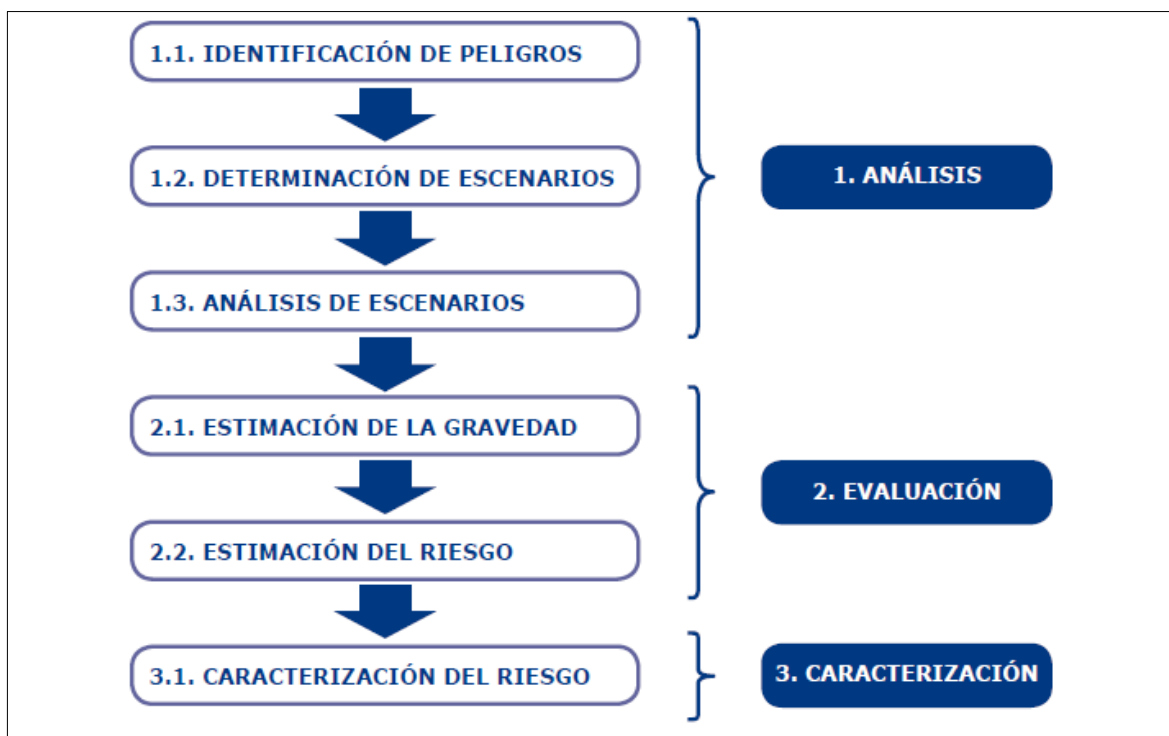 1.1. IDENTIFICACIÓN DE PELIGROS
1.2. DETERMINACIÓN DE ESCENARIOS
1. ANÁLISIS
1.3. ANÁLISIS DE ESCENARIOS
2.1. ESTIMACIÓN DE LA GRAVEDAD
2. EVALUACIÓN
2.2. ESTIMACIÓN DEL RIESGO
3.1. CARACTERIZACIÓN DEL RIESGO
3. CARACTERIZACIÓN